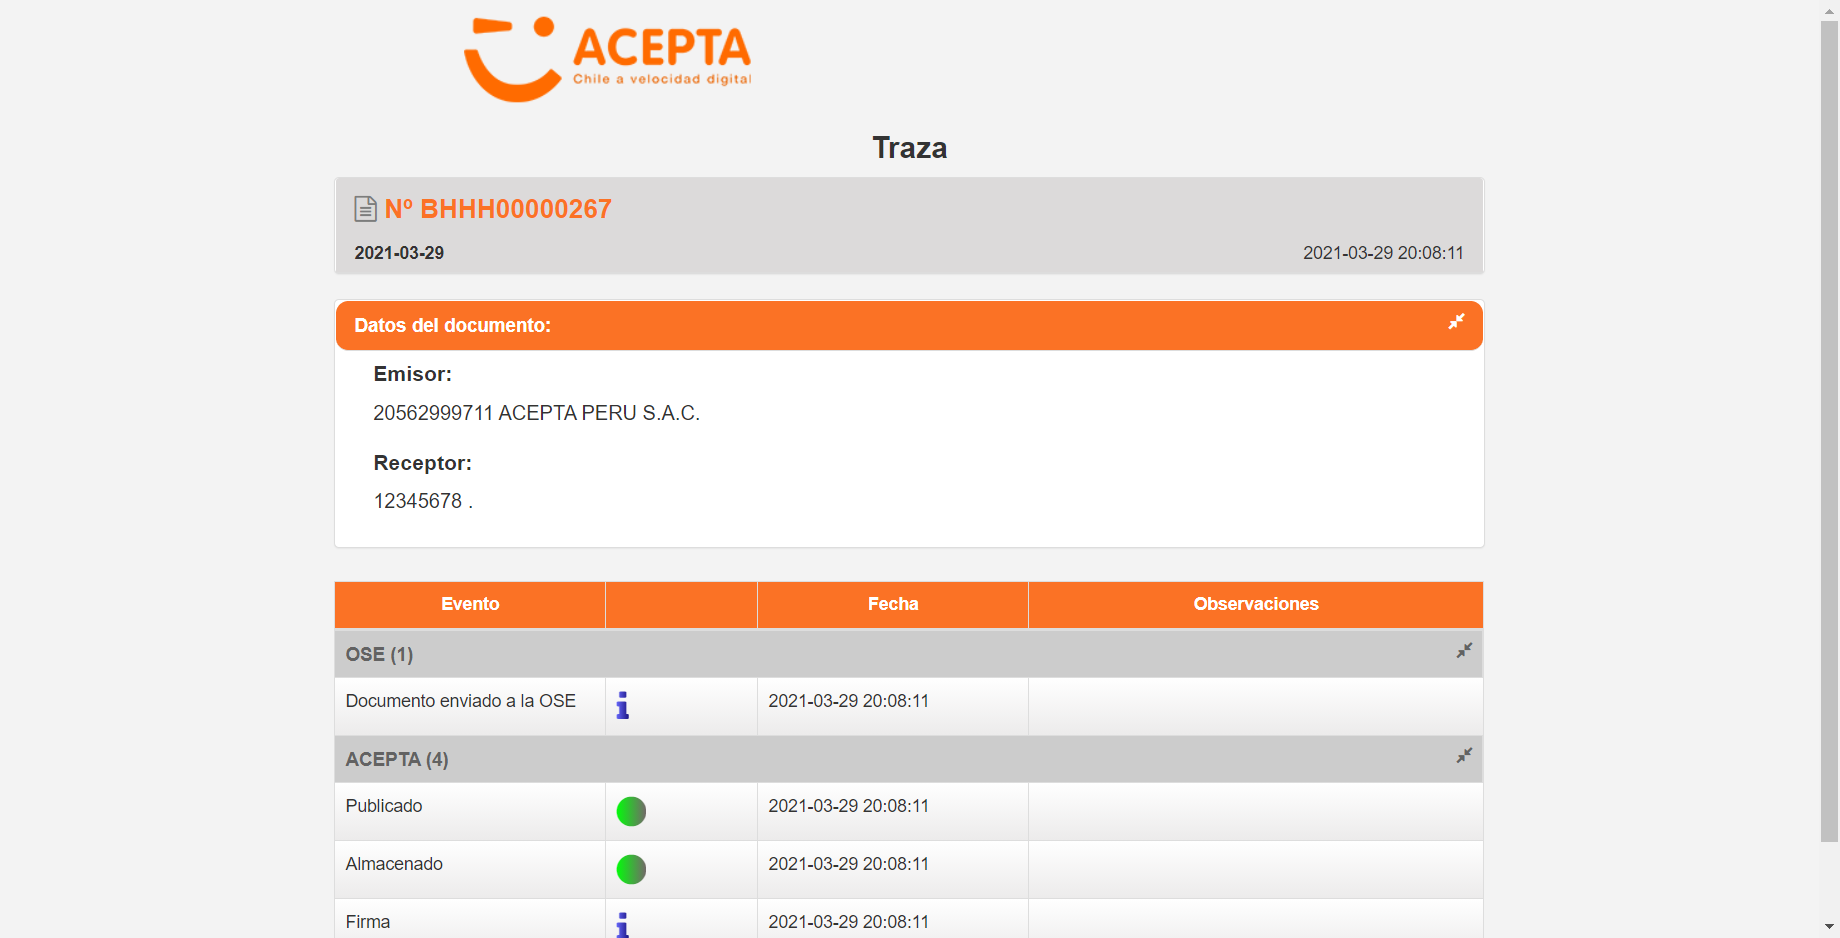 ACEPTA
Chile a velocidad digital
Traza
Nº BHHH00000267
2021-03-29 2021-03-29 20:08:11
Datos del documento:
Emisor:
20562999711 ACEPTA PERU S.A.C.
Receptor:
12345678 .
Evento Fecha Observaciones
OSE (1)
Documento enviado a la OSE 2021-03-29 20:08:11
ACEPTA (4)
Publicado 2021-03-29 20:08:11
Almacenado 2021-03-29 20:08:11
Firma 2021-03-29 20:08:11